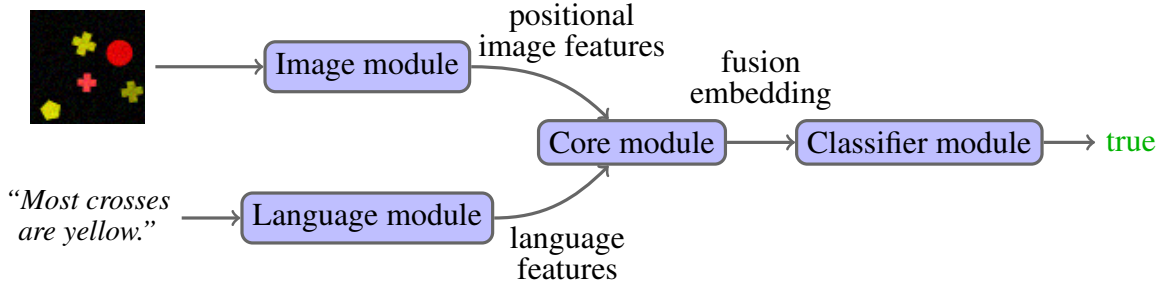 positional
image features
Image module
fusion
embedding
Core module
Classifier module
true
“Most crosses
are yellow.”
Language module
language
features